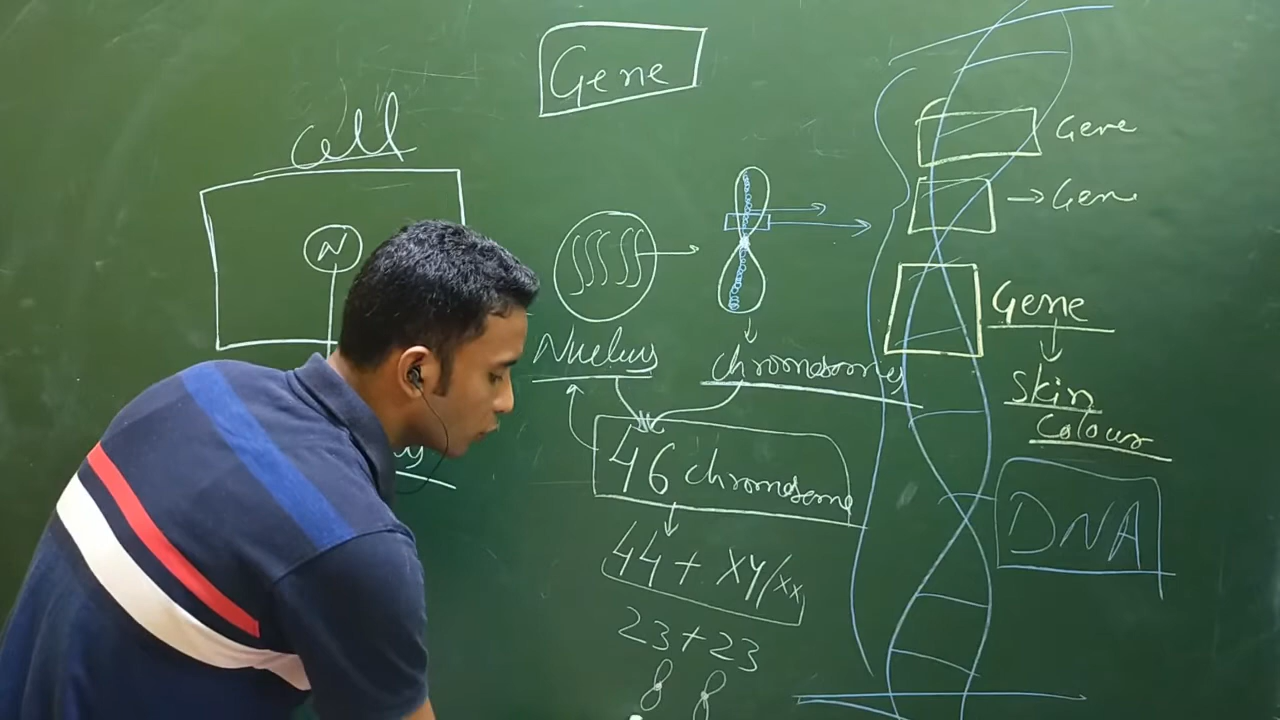 Gene
Cell
N
Nucleus
chromosome
46 chromosome
44 + XY/XX
23 + 23
Gene
→ Gen
Gene
Skin
Colour
DNA